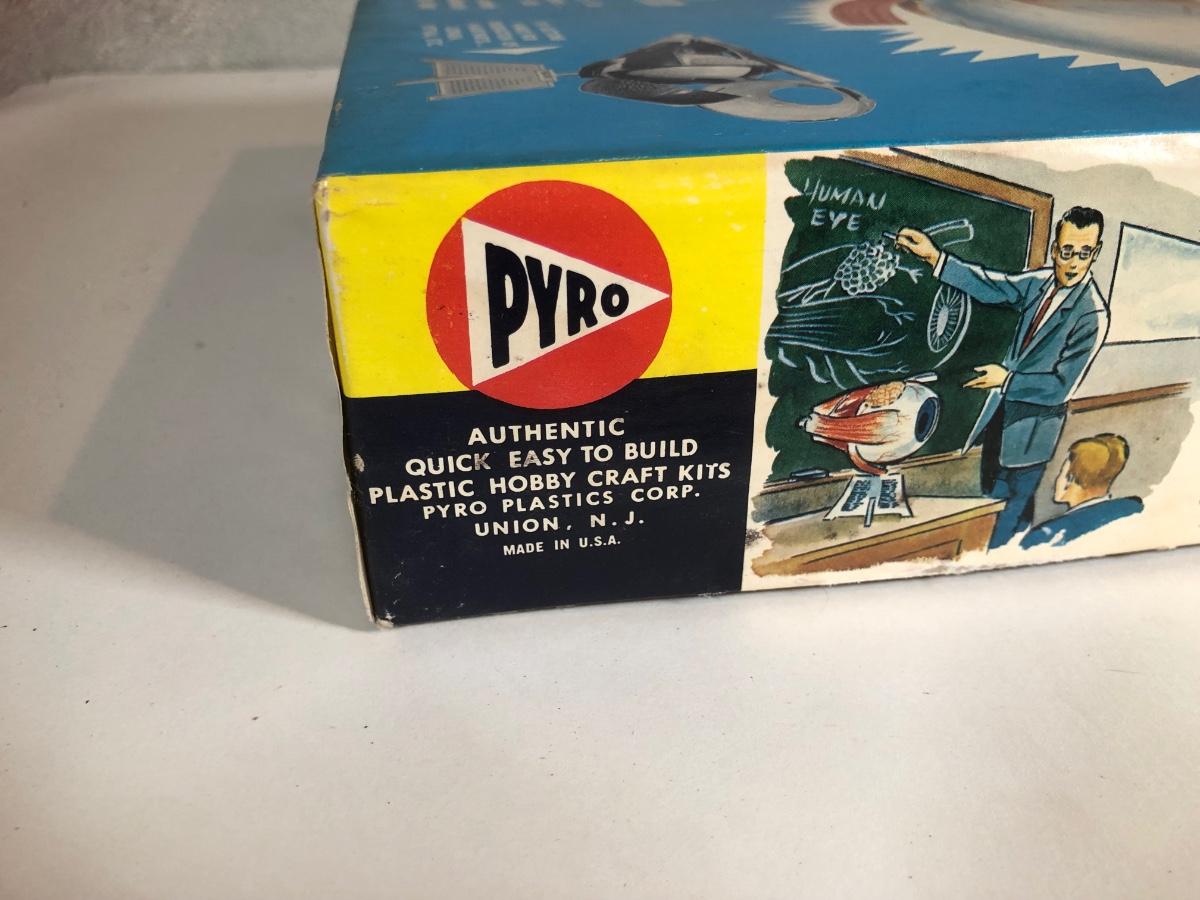 PYRO
AUTHENTIC
QUICK EASY TO BUILD
PLASTIC HOBBY CRAFT KITS
PYRO PLASTICS CORP.
UNION, N. J.
MADE IN U.S.A.
HUMAN
EYE